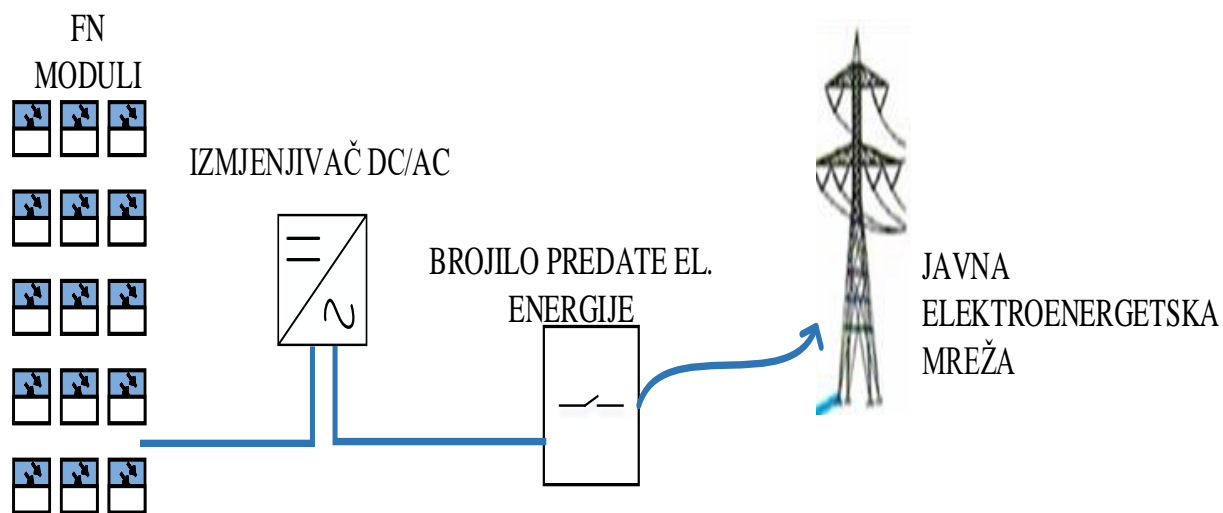 FN
MODULI
IZMJENJIVAČ DC/AC
BROJILO PREDATE EL.
ENERGIJE
JAVNA
ELEKTROENERGETSKA
MREŽA